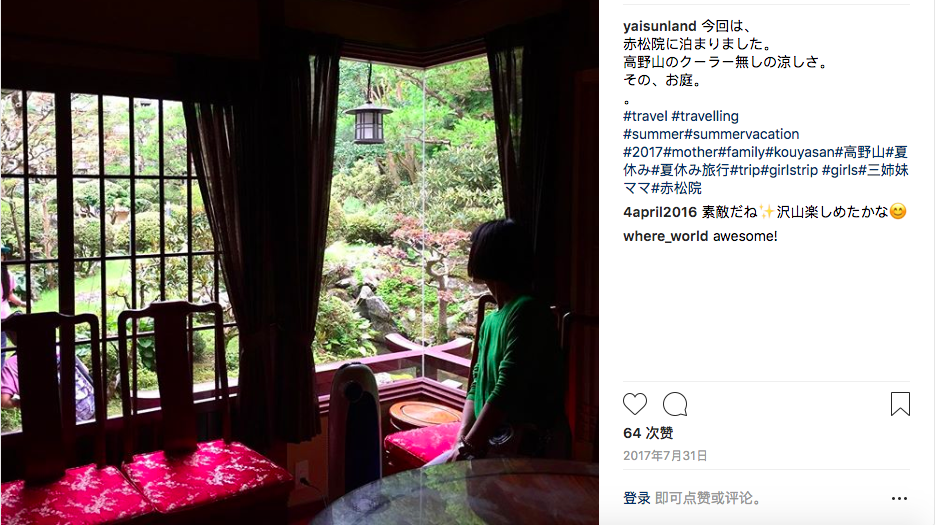 yaisunland 今回は、
赤松院に泊まりました。
高野山のクーラー無しの涼しさ。
その、お庭。
。
#travel #travelling
#summer#summervacation
#2017#mother#family#kouyasan#高野山#夏
休み#夏休み旅行#trip#girlstrip #girls#三姉妹
ママ#赤松院
4april2016 素敵だね✨沢山楽しめたかな😊
where_world awesome!
64 次赞
2017年7月31日
登录 即可点赞或评论。